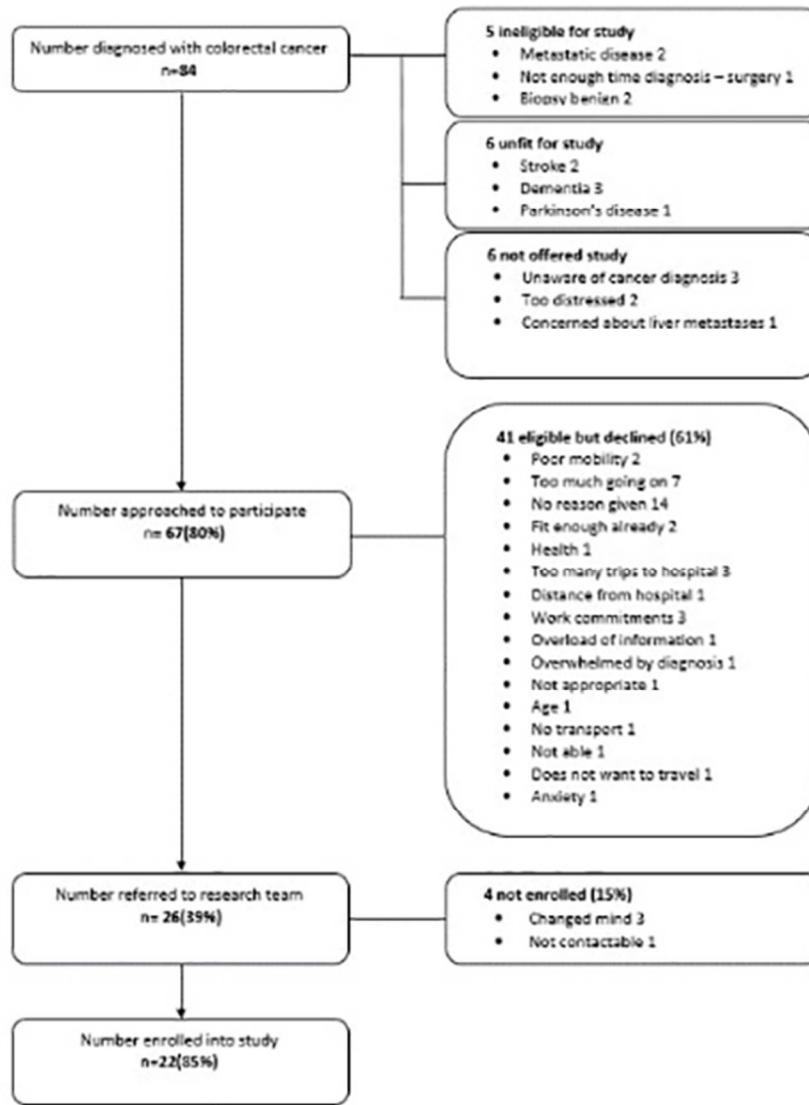 Number diagnosed with colorectal cancer
n=84
5 ineligible for study
• Metastatic disease 2
• Not enough time diagnosis – surgery 1
• Biopsy benign 2
6 unfit for study
• Stroke 2
• Dementia 3
• Parkinson's disease 1
6 not offered study
• Unaware of cancer diagnosis 3
• Too distressed 2
• Concerned about liver metastases 1
41 eligible but declined (61%)
• Poor mobility 2
• Too much going on 7
• No reason given 14
• Fit enough already 2
• Health 1
• Too many trips to hospital 3
• Distance from hospital 1
• Work commitments 3
• Overload of information 1
• Overwhelmed by diagnosis 1
• Not appropriate 1
• Age 1
• No transport 1
• Not able 1
• Does not want to travel 1
• Anxiety 1
Number approached to participate
n= 67(80%)
Number referred to research team
n= 26(39%)
4 not enrolled (15%)
• Changed mind 3
• Not contactable 1
Number enrolled into study
n=22(85%)